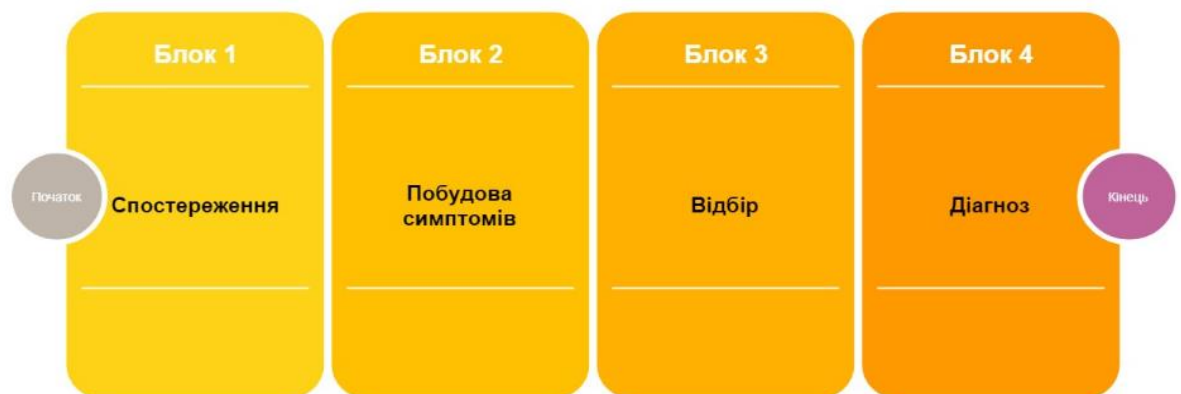 Блок 1
Блок 2
Блок 3
Блок 4
Початок
Спостереження
Побудова
симптомів
Відбір
Діагноз
Кінець